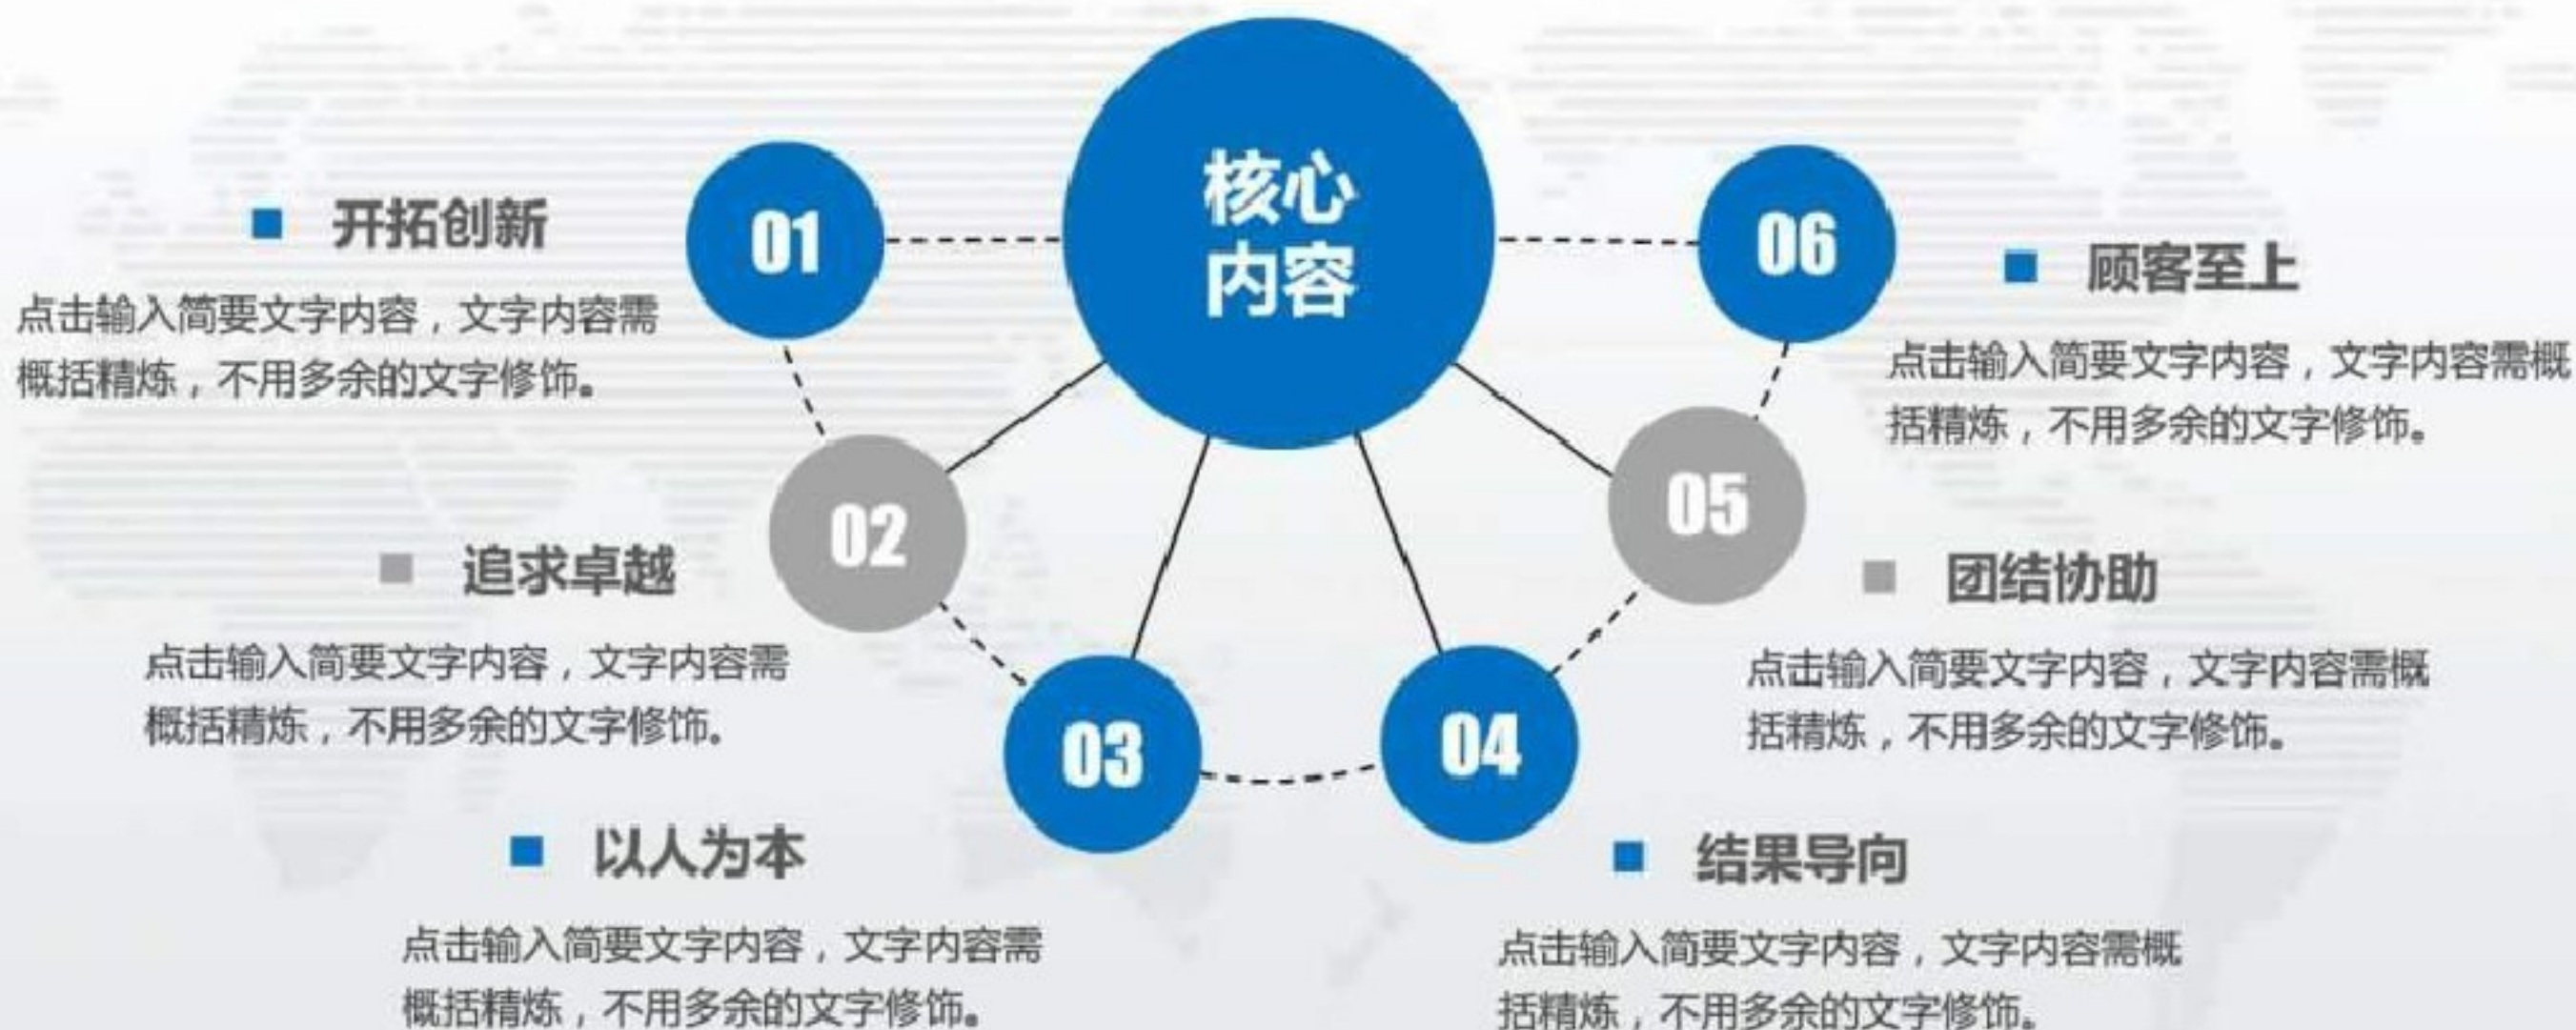 核心
内容
01
开拓创新
点击输入简要文字内容，文字内容需
概括精炼，不用多余的文字修饰。
02
追求卓越
点击输入简要文字内容，文字内容需
概括精炼，不用多余的文字修饰。
03
以人为本
点击输入简要文字内容，文字内容需
概括精炼，不用多余的文字修饰。
04
结果导向
点击输入简要文字内容，文字内容需概
括精炼，不用多余的文字修饰。
05
团结协助
点击输入简要文字内容，文字内容需概
括精炼，不用多余的文字修饰。
06
顾客至上
点击输入简要文字内容，文字内容需概
括精炼，不用多余的文字修饰。